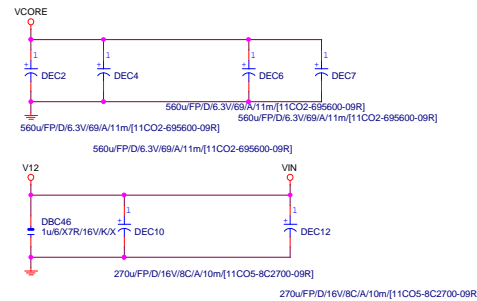 VCORE
1
1
1
1
+
+
+
+
DEC2
DEC4
DEC6
DEC7
560u/FP/D/6.3V/69/A/11m/[11CO2-695600-09R]
560u/FP/D/6.3V/69/A/11m/[11CO2-695600-09R]
560u/FP/D/6.3V/69/A/11m/[11CO2-695600-09R]
560u/FP/D/6.3V/69/A/11m/[11CO2-695600-09R]
V12
VIN
1
1
DBC46
+
+
1u/6/X7R/16V/K/X
DEC10
DEC12
270u/FP/D/16V/8C/A/10m/[11CO5-8C2700-09R]
270u/FP/D/16V/8C/A/10m/[11CO5-8C2700-09R